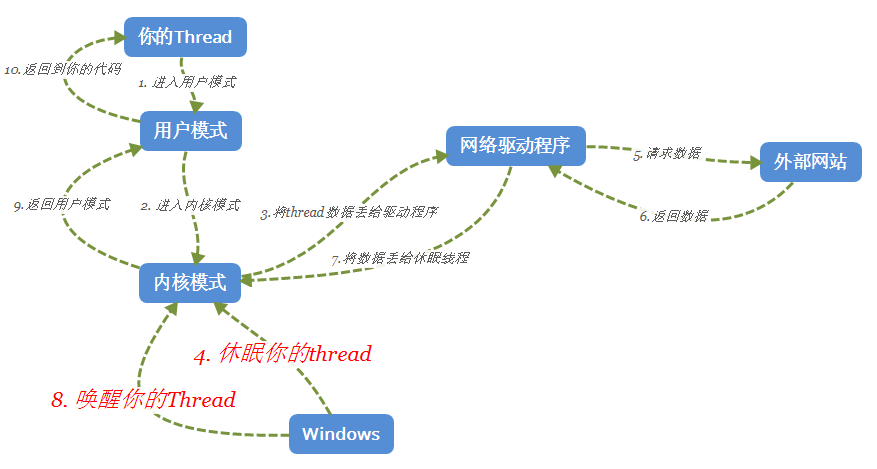 你的Thread
10.返回到你的代码
1. 进入用户模式
用户模式
网络驱动程序
5.请求数据
外部网站
9.返回用户模式
2. 进入内核模式
3.将thread数据丢给驱动程序
6.返回数据
7.将数据丢给休眠线程
内核模式
4. 休眠你的thread
8. 唤醒你的Thread
Windows